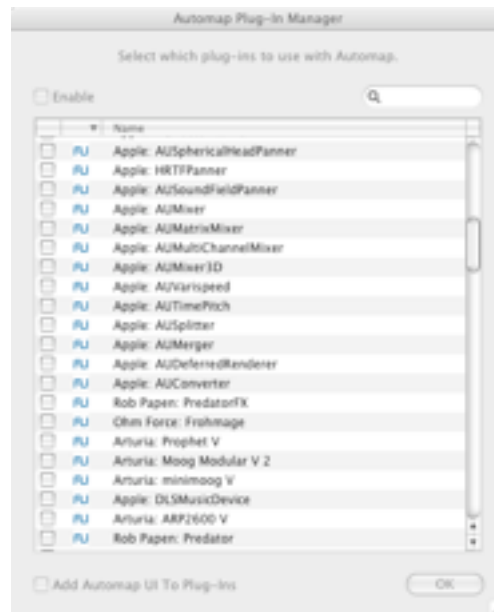 Automap Plug-In Manager
Select which plug-ins to use with Automap.
Enable
Name
AU Apple: AUSphericalHeadPanner
AU Apple: HRTFPanner
AU Apple: AUSoundFieldPanner
AU Apple: AUMixer
AU Apple: AUMatrixMixer
AU Apple: AUMultiChannelMixer
AU Apple: AUMixer3D
AU Apple: AUVarispeed
AU Apple: AUTimePitch
AU Apple: AUSplitter
AU Apple: AUMerger
AU Apple: AUDeferredRenderer
AU Apple: AUConverter
AU Rob Papen: PredatorFX
AU Ohm Force: Frohmage
AU Arturia: Prophet V
AU Arturia: Moog Modular V 2
AU Arturia: minimoog V
AU Apple: DLSMusicDevice
AU Arturia: ARP2600 V
AU Rob Papen: Predator
Add Automap UI To Plug-Ins
OK